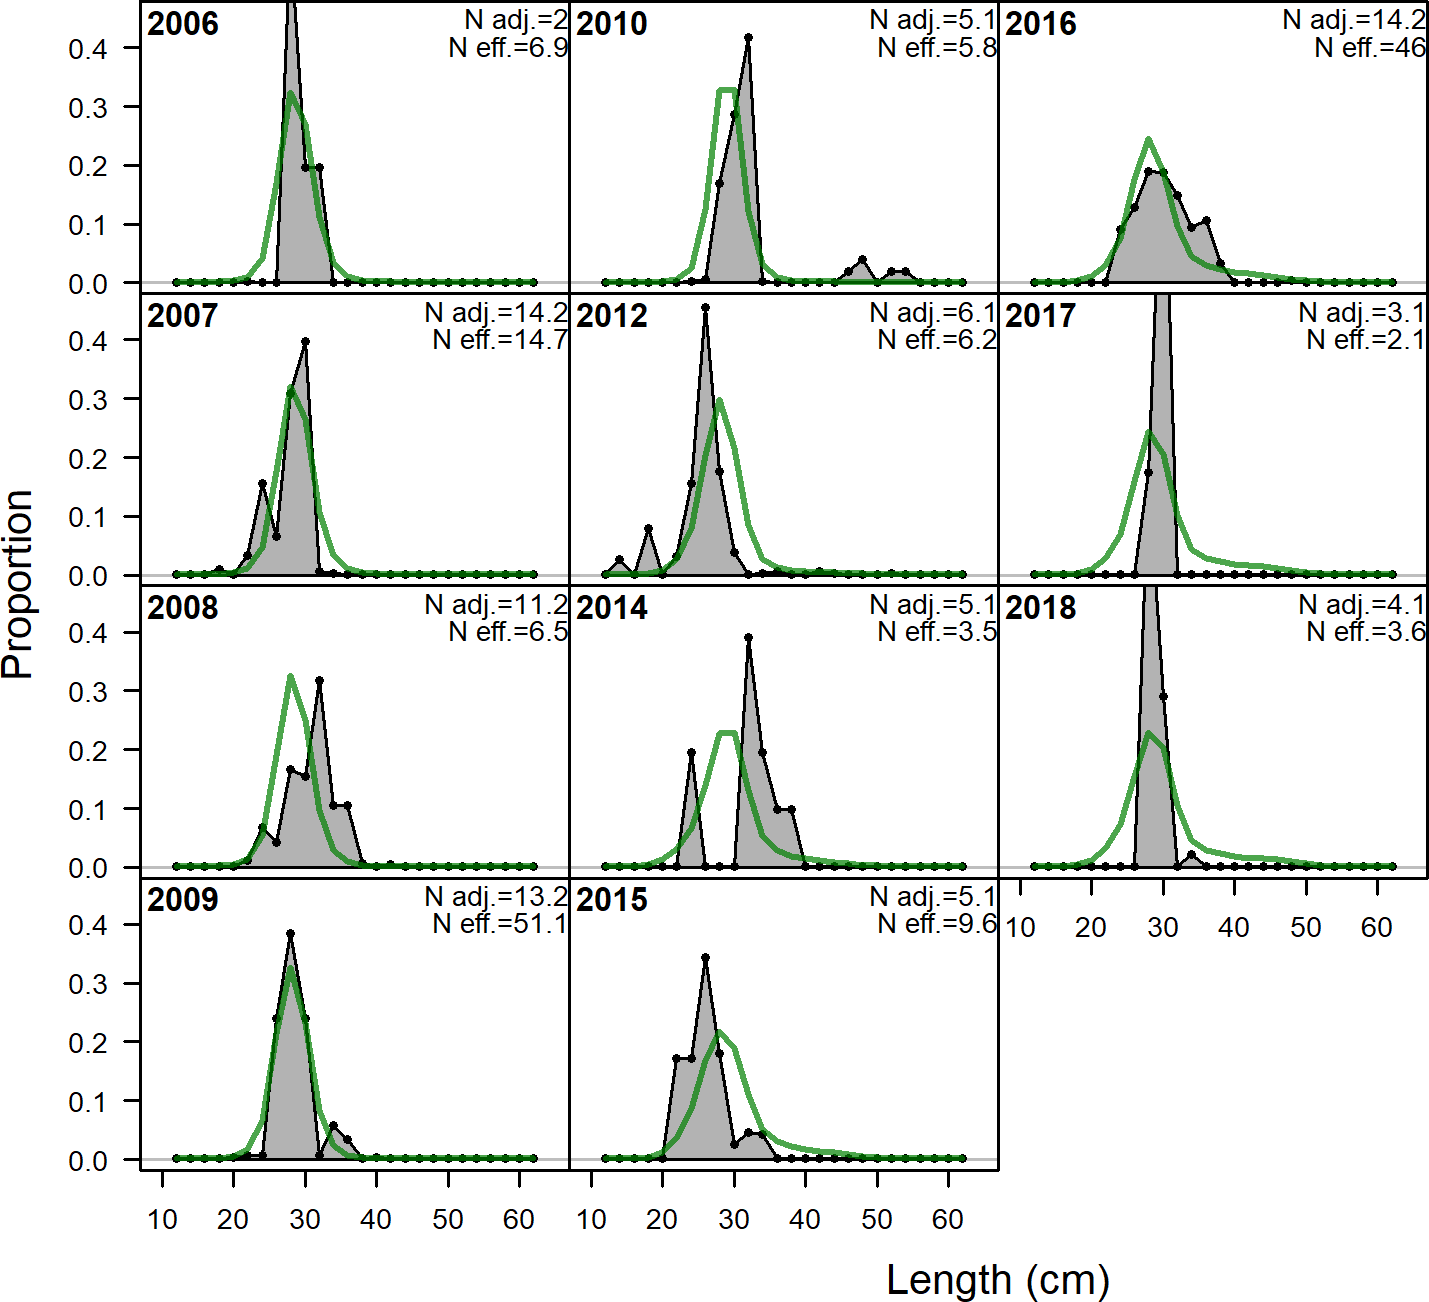 2006
N adj.=2
N eff.=6.9
0.4
0.3
0.2
0.1
0.0
2010
N adj.=5.1
N eff.=5.8
2016
N adj.=14.2
N eff.=46
2007
N adj.=14.2
N eff.=14.7
0.4
0.3
0.2
0.1
0.0
2012
N adj.=6.1
N eff.=6.2
2017
N adj.=3.1
N eff.=2.1
2008
N adj.=11.2
N eff.=6.5
0.4
0.3
0.2
0.1
0.0
2014
N adj.=5.1
N eff.=3.5
2018
N adj.=4.1
N eff.=3.6
10 20 30 40 50 60
2009
N adj.=13.2
N eff.=51.1
0.4
0.3
0.2
0.1
0.0
10 20 30 40 50 60
2015
N adj.=5.1
N eff.=9.6
10 20 30 40 50 60
Proportion
Length (cm)